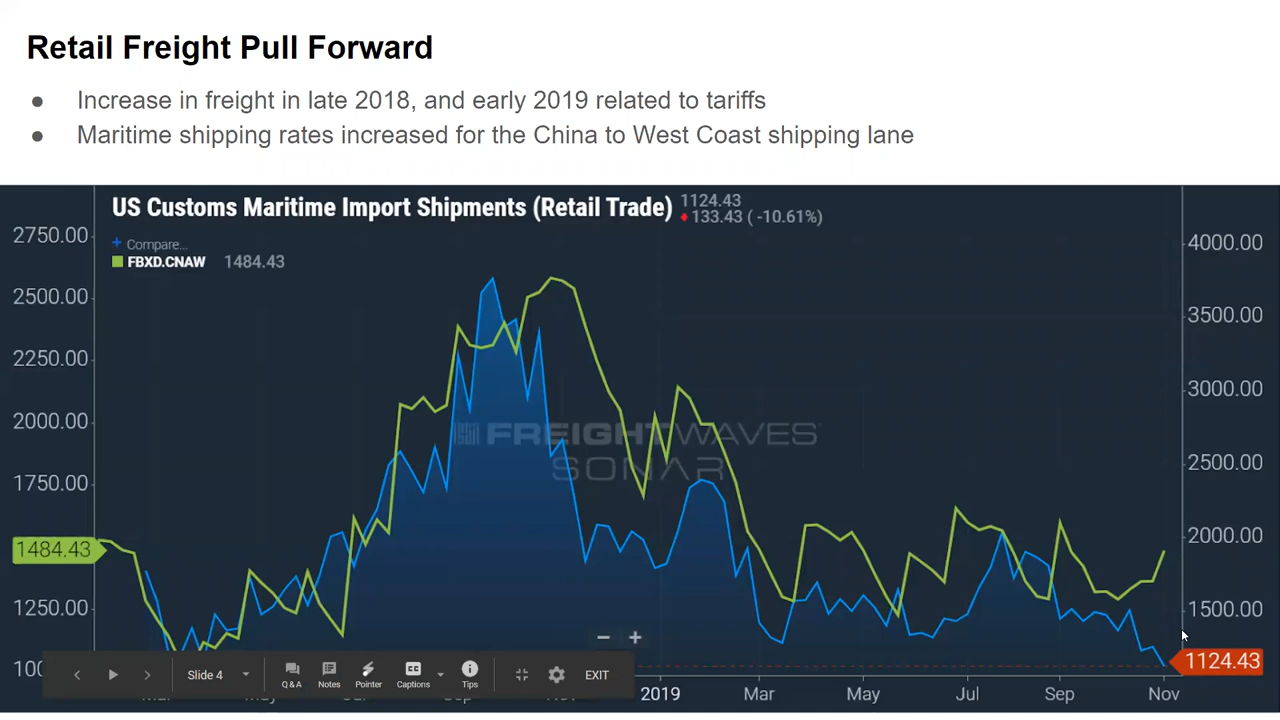 Retail Freight Pull Forward
● Increase in freight in late 2018, and early 2019 related to tariffs
● Maritime shipping rates increased for the China to West Coast shipping lane
US Customs Maritime Import Shipments (Retail Trade) 1124.43
133.43 ( -10.61%)
+ Compare...
FBXD.CNAW 1484.43
2750.00
2500.00
2250.00
2000.00
1750.00
1484.43
1250.00
100
4000.00
3500.00
3000.00
2500.00
2000.00
1500.00
1124.43
FREIGHTWAVES
SONAR
− +
Slide 4
Q & A
Notes
Pointer
CC
Captions
Tips
EXIT
2019 Mar May Jul Sep Nov